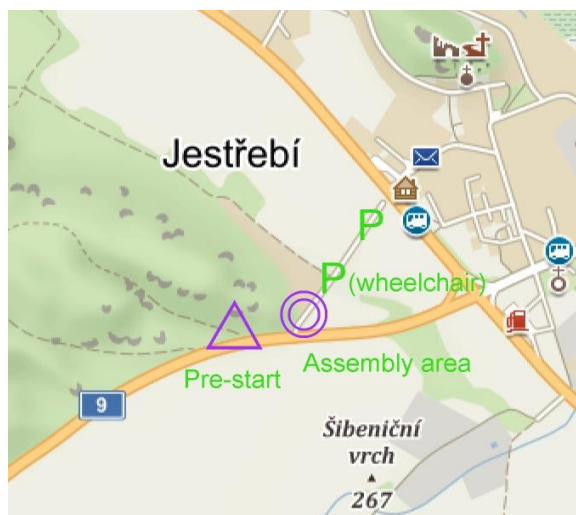 Jestřebí
P
P (wheelchair)
Assembly area
Pre-start
9
Šibeniční
vrch
267